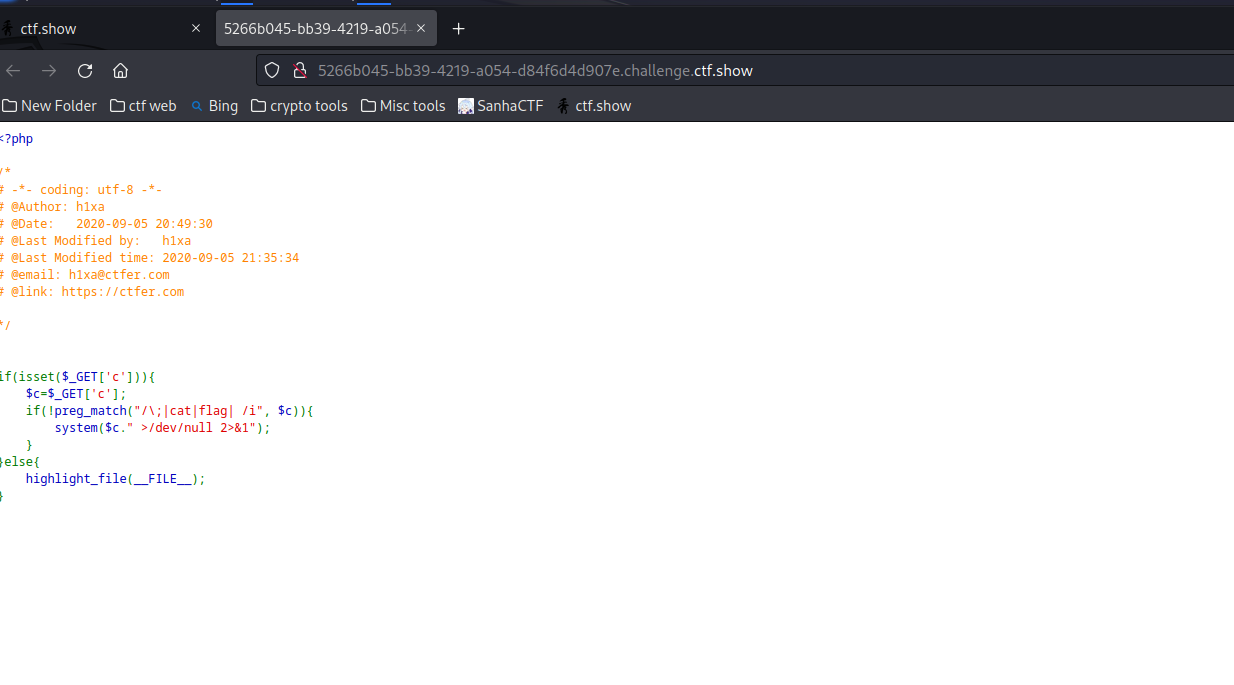 ctf.show
5266b045-bb39-4219-a054-
5266b045-bb39-4219-a054-d84f6d4d907e.challenge.ctf.show
New Folder ctf web Bing crypto tools Misc tools SanhaCTF ctf.show
<?php
/*
# -*- coding: utf-8 -*-
# @Author: h1xa
# @Date:   2020-09-05 20:49:30
# @Last Modified by:   h1xa
# @Last Modified time: 2020-09-05 21:35:34
# @email: h1xa@ctfer.com
# @link: https://ctfer.com
*/
if(isset($_GET['c'])){
    $c=$_GET['c'];
    if(!preg_match("/\;|cat|flag| /i", $c)){
        system($c." >/dev/null 2>&1");
    }
}else{
    highlight_file(__FILE__);
}